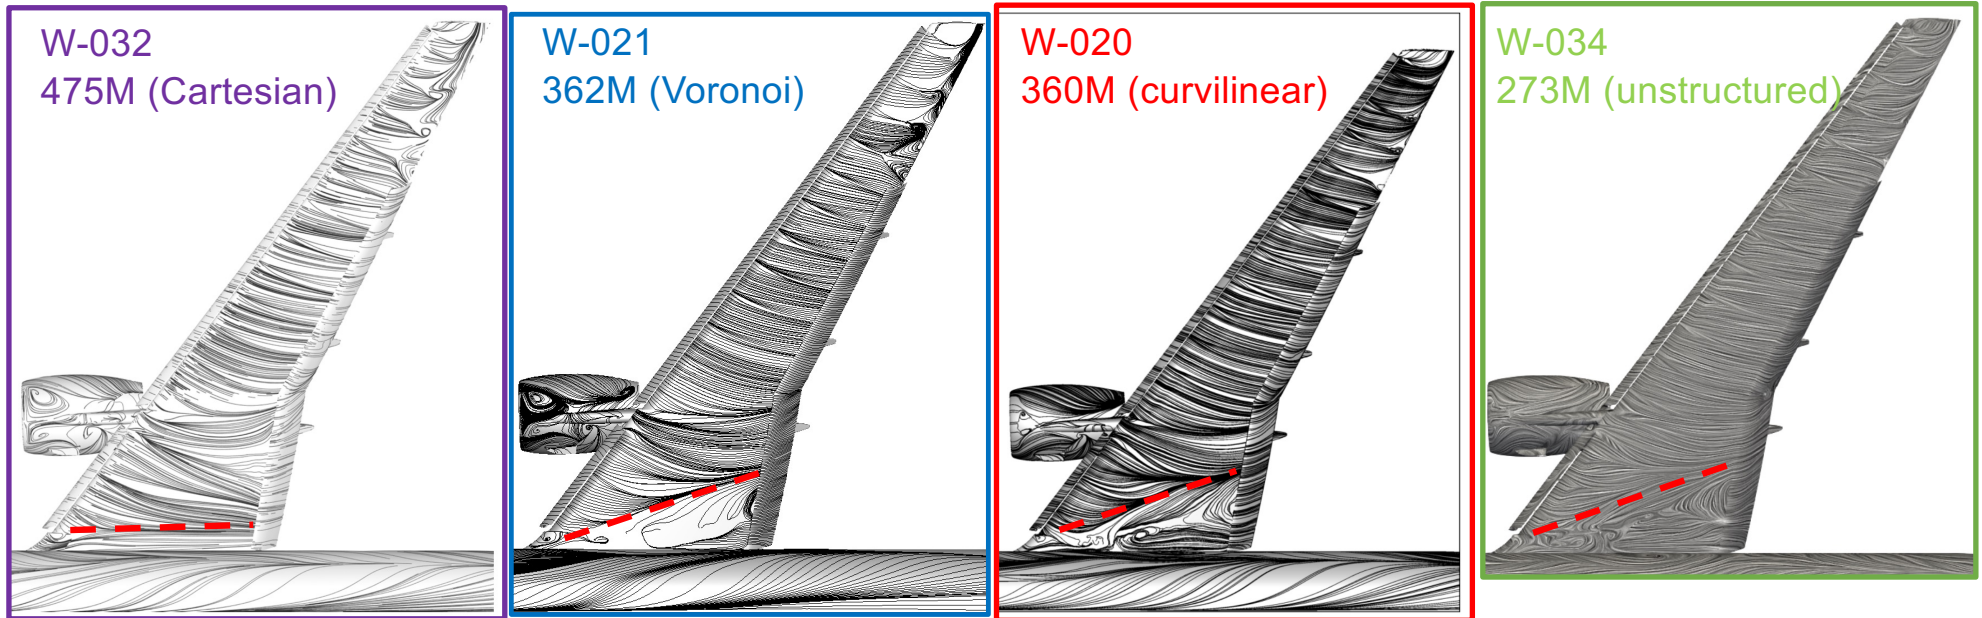 W-032
475M (Cartesian)
W-021
362M (Voronoi)
W-020
360M (curvilinear)
W-034
273M (unstructured)